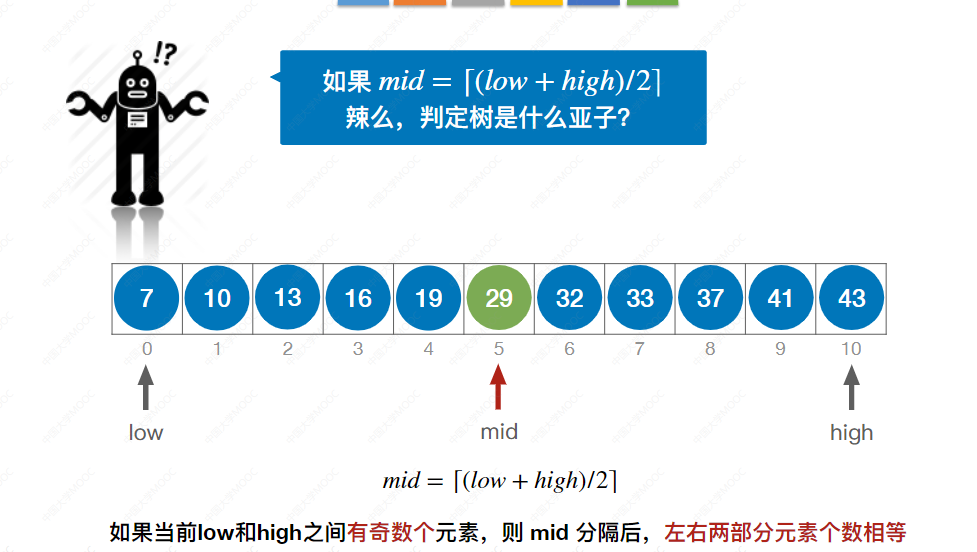 !?
如果 mid = ⌈(low + high)/2⌉
辣么，判定树是什么亚子?
7 10 13 16 19 29 32 33 37 41 43
0 1 2 3 4 5 6 7 8 9 10
low mid high
mid = ⌈(low + high)/2⌉
如果当前low和high之间有奇数个元素，则 mid 分隔后，左右两部分元素个数相等